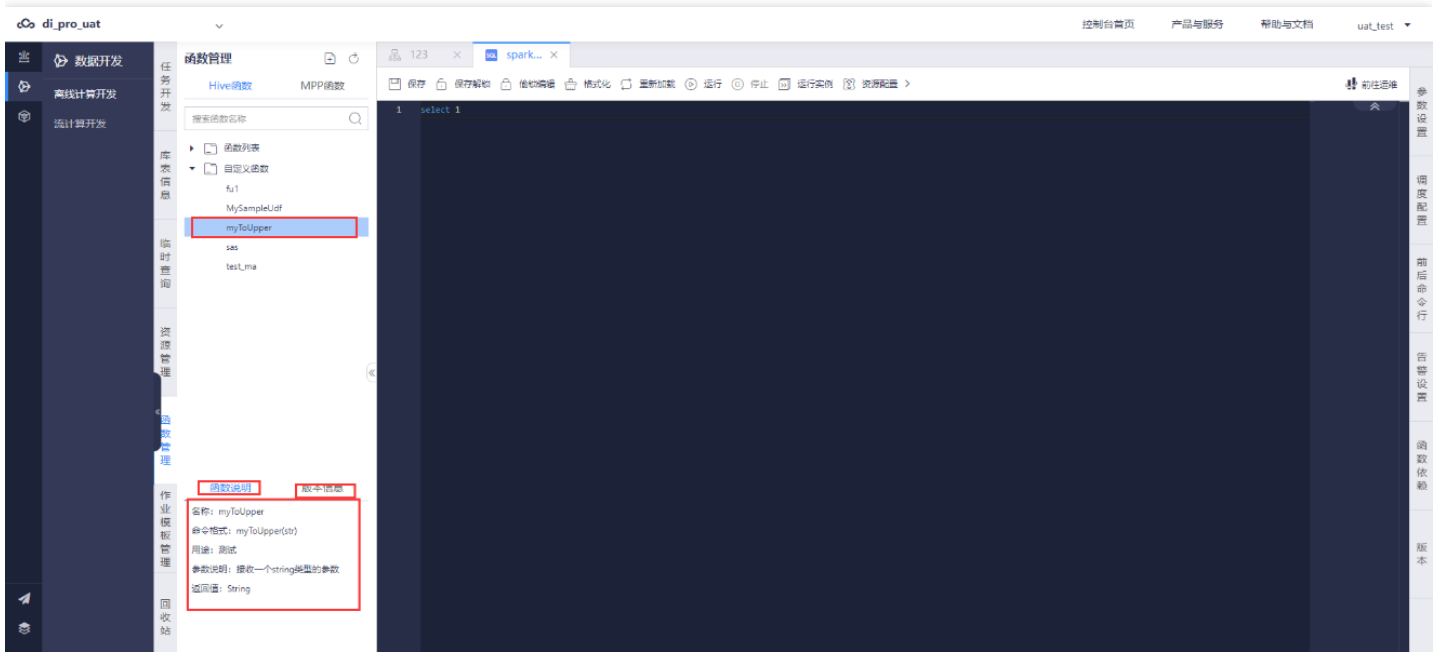 di_pro_uat
控制台首页 产品与服务 帮助与文档 uat_test
数据开发
离线计算开发
流计算开发
任务开发
库表信息
临时查询
资源管理
函数管理
作业模板管理
回收站
函数管理
Hive函数 MPP函数
搜索函数名称
函数列表
自定义函数
fu1
MySampleUdf
myToUpper
sas
test_ma
函数说明 版本信息
名称：myToUpper
命令格式：myToUpper(str)
用途：测试
参数说明：接收一个string类型的参数
返回值：String
123 × SQL spark... ×
保存 保存解锁 偷锁编辑 格式化 重新加载 运行 停止 运行实例 资源配置 > 前往运维
1 select 1
参数设置
调度配置
前后命令行
告警设置
函数依赖
版本